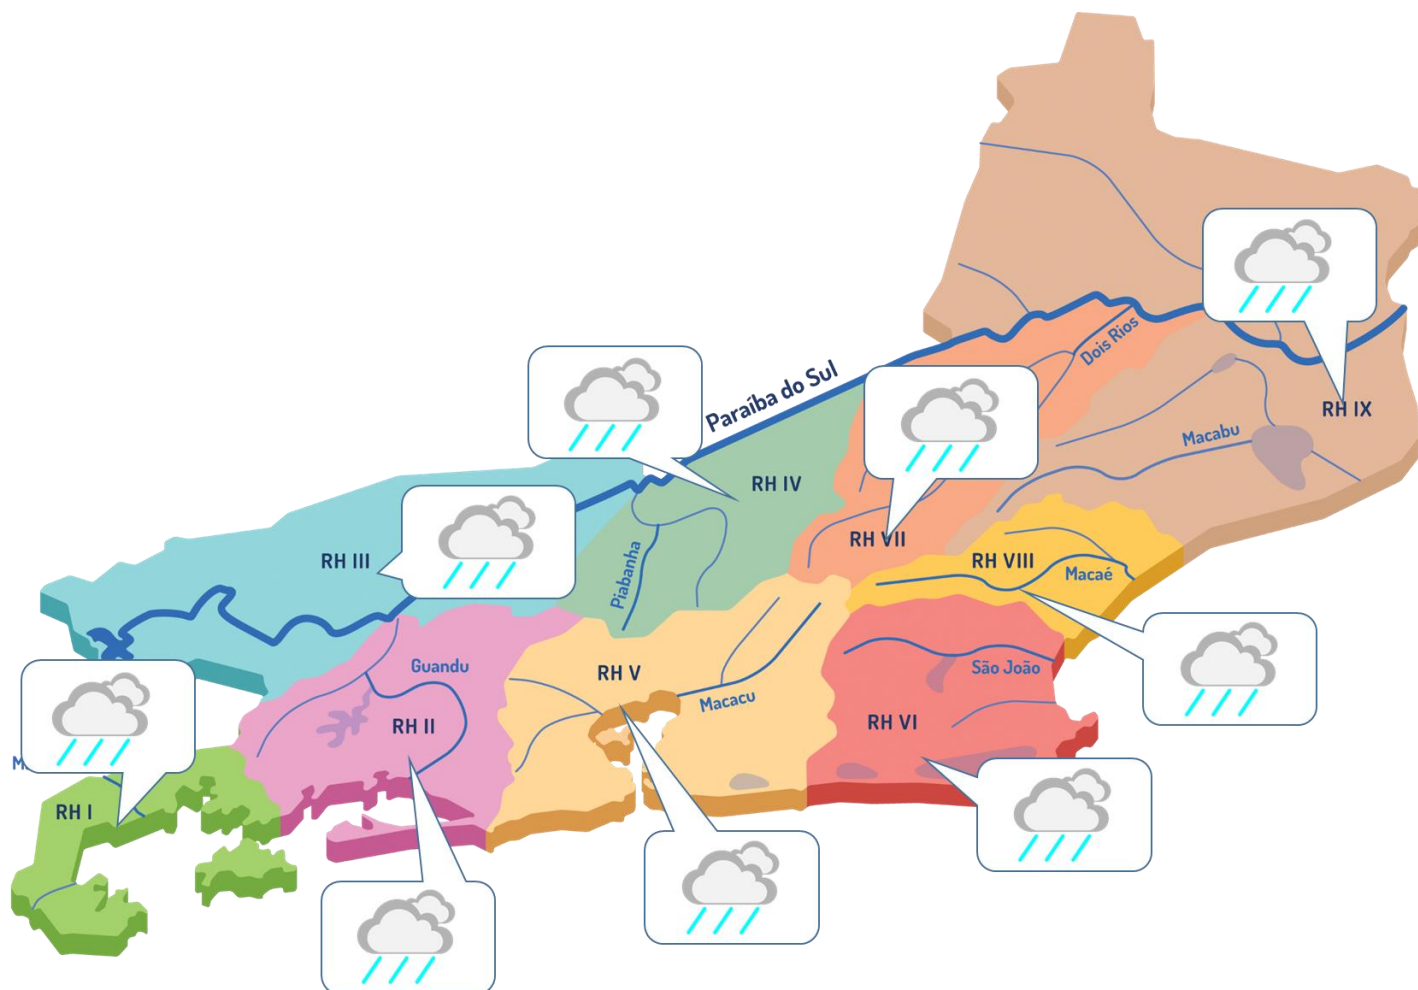 Paraíba do Sul
Dois Rios
RH IX
Macabu
RH IV
RH VII
RH III
RH VIII
Macaé
Piabanha
Guandu
RH V
São João
Macacu
RH II
RH VI
RH I